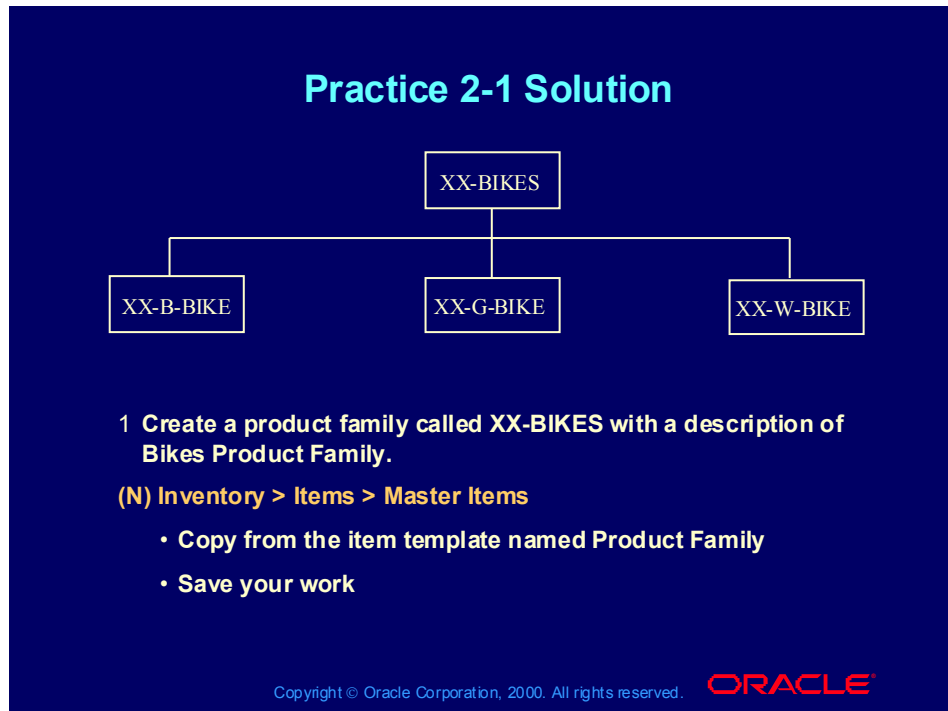 Practice 2-1 Solution
XX-BIKES
XX-B-BIKE
XX-G-BIKE
XX-W-BIKE
1 Create a product family called XX-BIKES with a description of
Bikes Product Family.
(N) Inventory > Items > Master Items
• Copy from the item template named Product Family
• Save your work
Copyright © Oracle Corporation, 2000. All rights reserved.
ORACLE®